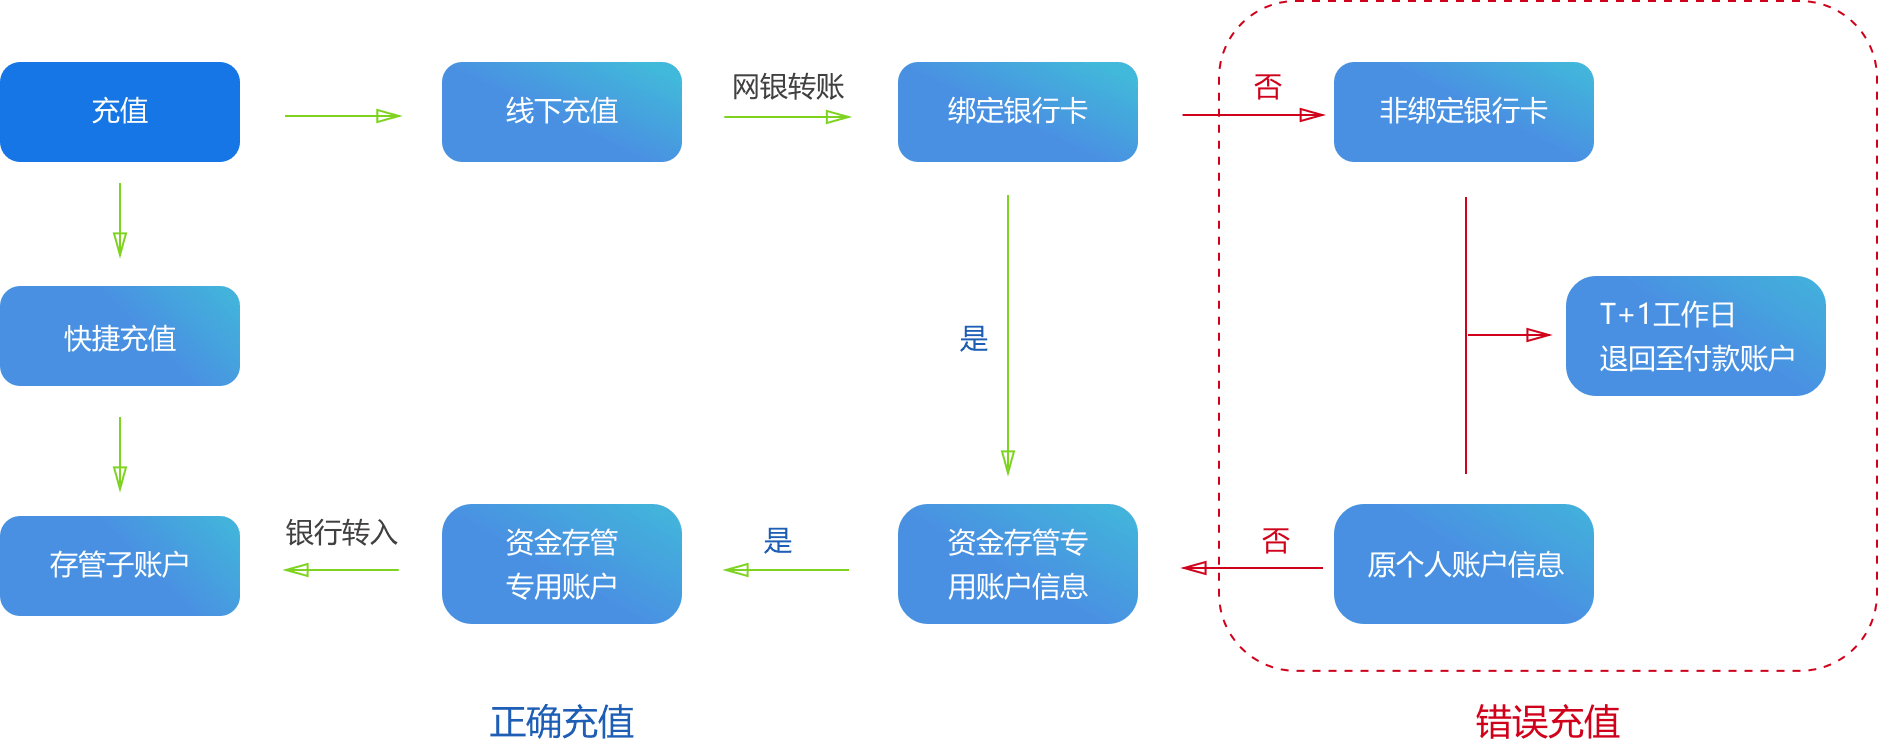 充值
线下充值
网银转账
绑定银行卡
否
非绑定银行卡
快捷充值
是
T+1工作日
退回至付款账户
存管子账户
银行转入
资金存管
专用账户
是
资金存管专
用账户信息
否
原个人账户信息
正确充值
错误充值